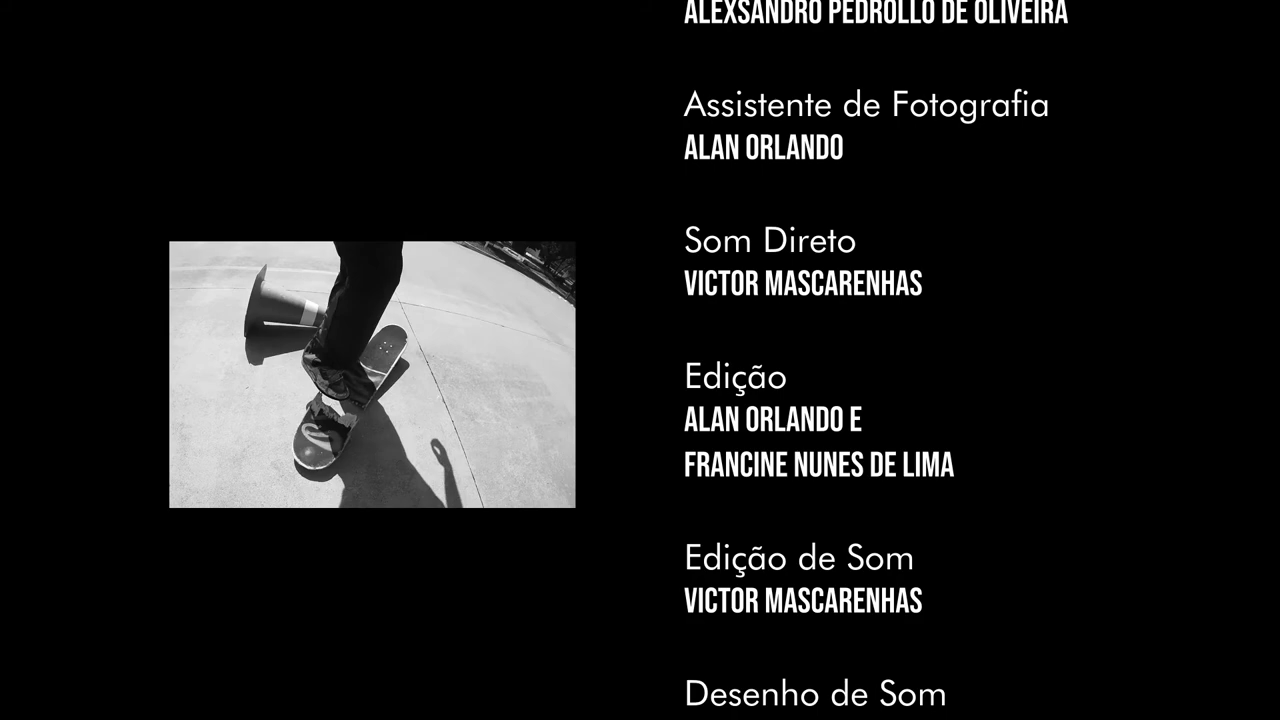 ALEXSANDRO PEDROLLO DE OLIVEIRA
Assistente de Fotografia
ALAN ORLANDO
Som Direto
VICTOR MASCARENHAS
Edição
ALAN ORLANDO E
FRANCINE NUNES DE LIMA
Edição de Som
VICTOR MASCARENHAS
Desenho de Som